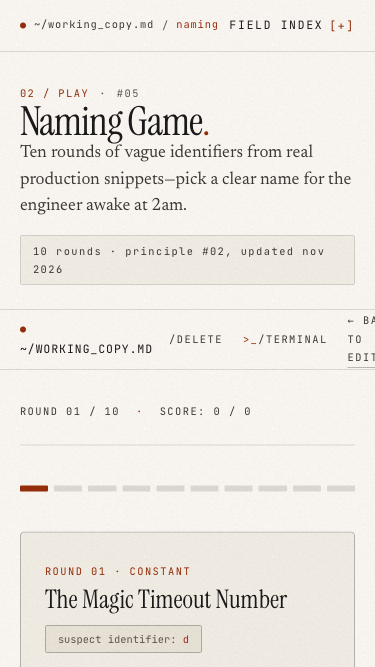 ● ~/working_copy.md / naming FIELD INDEX [+]
02 / PLAY · #05
Naming Game.
Ten rounds of vague identifiers from real
production snippets—pick a clear name for the
engineer awake at 2am.
10 rounds · principle #02, updated nov
2026
●
~/WORKING_COPY.MD
/DELETE
>_/TERMINAL
← BA
TO
EDIT
ROUND 01 / 10 · SCORE: 0 / 0
ROUND 01 · CONSTANT
The Magic Timeout Number
suspect identifier: d